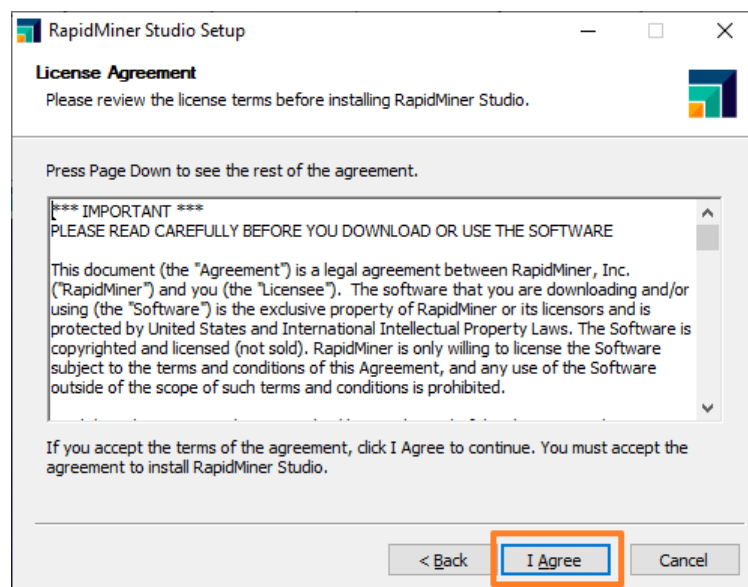 RapidMiner Studio Setup
License Agreement
Please review the license terms before installing RapidMiner Studio.
Press Page Down to see the rest of the agreement.
*** IMPORTANT ***
PLEASE READ CAREFULLY BEFORE YOU DOWNLOAD OR USE THE SOFTWARE
This document (the "Agreement") is a legal agreement between RapidMiner, Inc.
("RapidMiner") and you (the "Licensee"). The software that you are downloading and/or
using (the "Software") is the exclusive property of RapidMiner or its licensors and is
protected by United States and International Intellectual Property Laws. The Software is
copyrighted and licensed (not sold). RapidMiner is only willing to license the Software
subject to the terms and conditions of this Agreement, and any use of the Software
outside of the scope of such terms and conditions is prohibited.
If you accept the terms of the agreement, click I Agree to continue. You must accept the
agreement to install RapidMiner Studio.
< Back
I Agree
Cancel